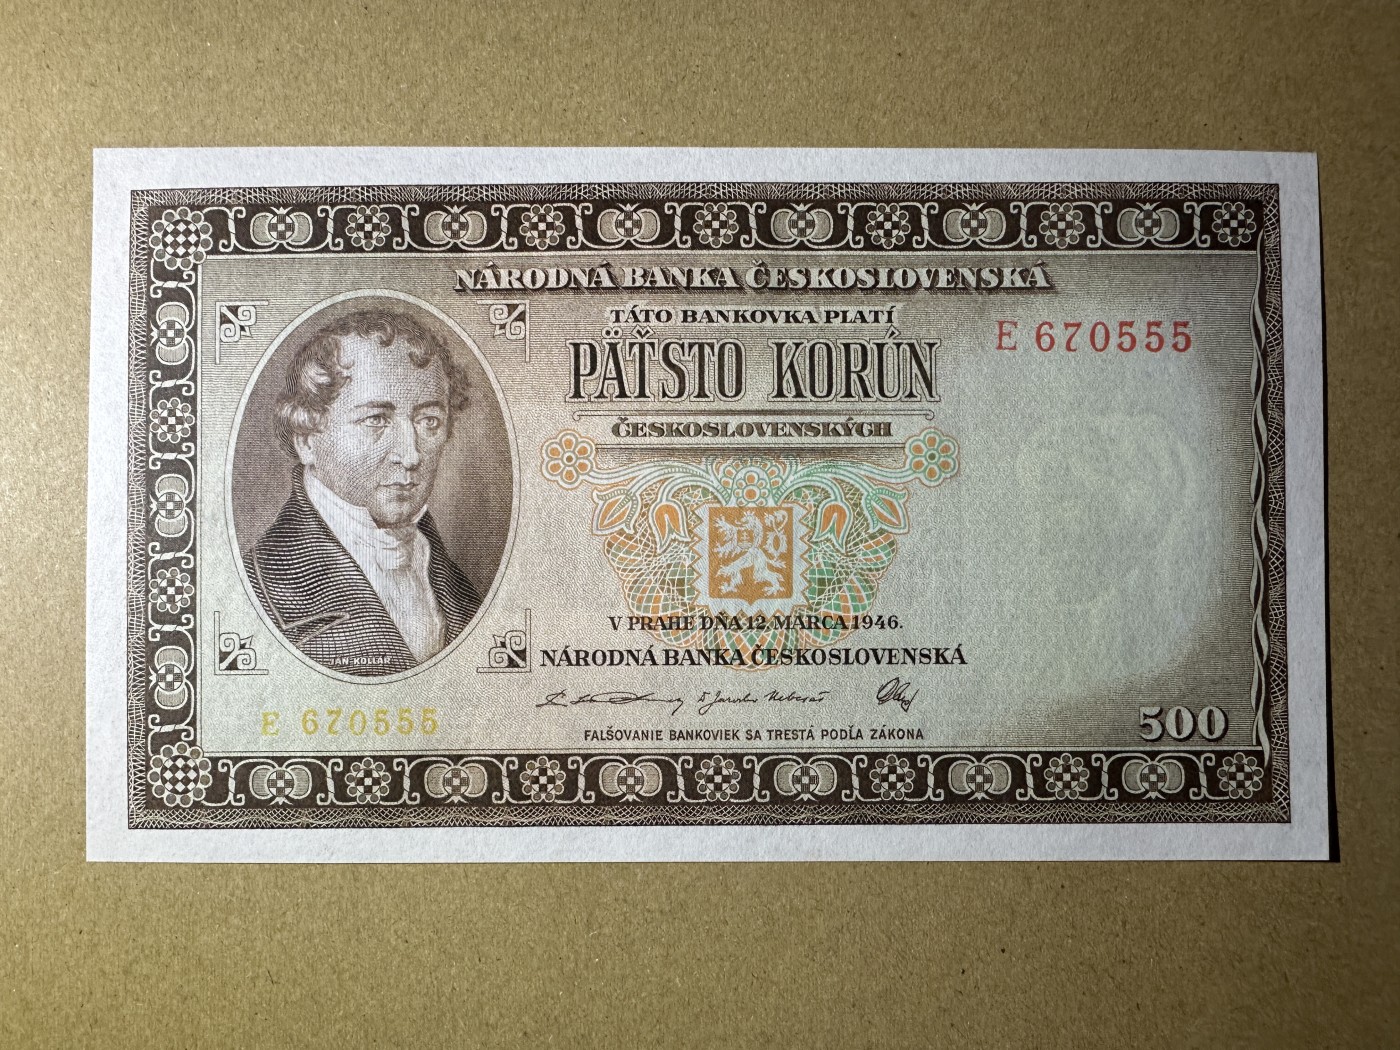 NÁRODNÁ BANKA ČESKOSLOVENSKÁ
TÁTO BANKOVKA PLATÍ
PÄŤSTO KORÚN
ČESKOSLOVENSKÝCH
E 670555
V PRAHE DŇA 12. MARCA 1946.
NÁRODNÁ BANKA ČESKOSLOVENSKÁ
JÁN KOLLÁR
E 670555
FALŠOVANIE BANKOVIEK SA TRESTÁ PODĽA ZÁKONA
500